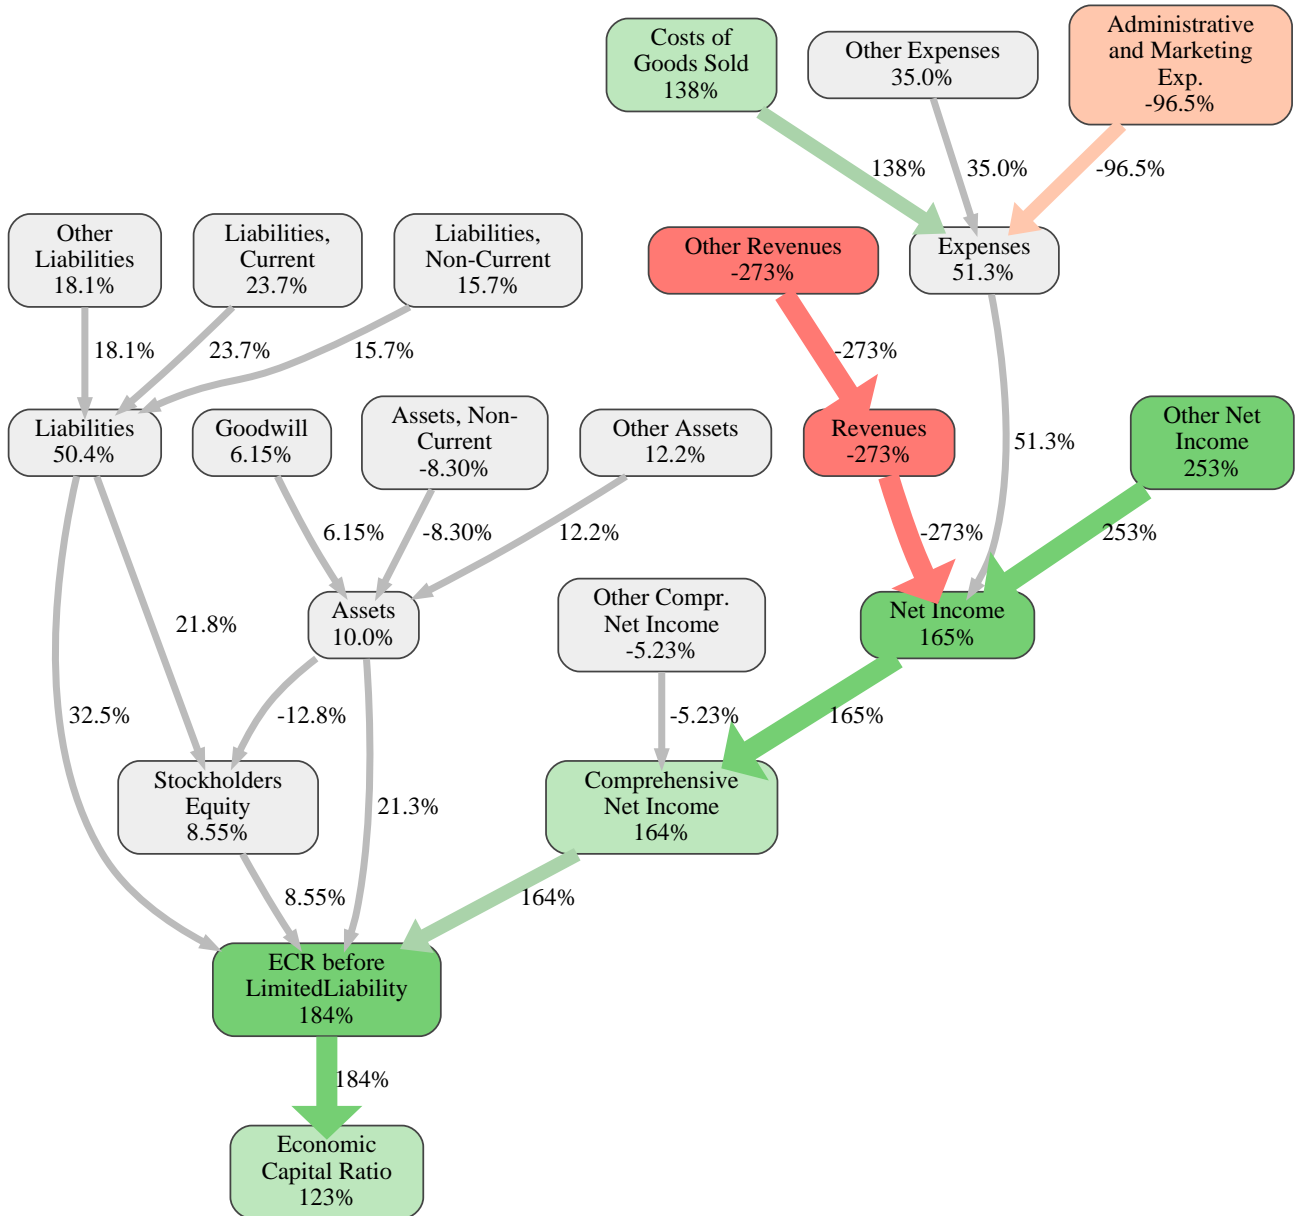 Costs of
Goods Sold
138%
Other Expenses
35.0%
Administrative
and Marketing
Exp.
-96.5%
138%
35.0%
-96.5%
Other
Liabilities
18.1%
Liabilities,
Current
23.7%
Liabilities,
Non-Current
15.7%
Other Revenues
-273%
Expenses
51.3%
18.1%
23.7%
15.7%
-273%
Liabilities
50.4%
Goodwill
6.15%
Assets, Non-
Current
-8.30%
Other Assets
12.2%
Revenues
-273%
51.3%
Other Net
Income
253%
6.15%
-8.30%
12.2%
-273%
253%
Assets
10.0%
Other Compr.
Net Income
-5.23%
Net Income
165%
21.8%
32.5%
-12.8%
-5.23%
165%
Stockholders
Equity
8.55%
21.3%
Comprehensive
Net Income
164%
8.55%
164%
ECR before
LimitedLiability
184%
184%
Economic
Capital Ratio
123%